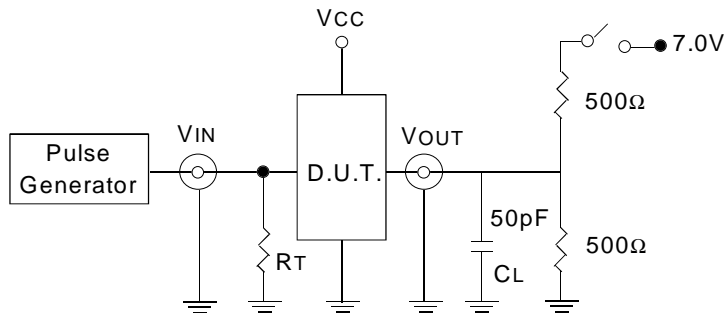 VCC
7.0V
500Ω
VIN
VOUT
Pulse
Generator
D.U.T.
50pF
500Ω
RT
CL